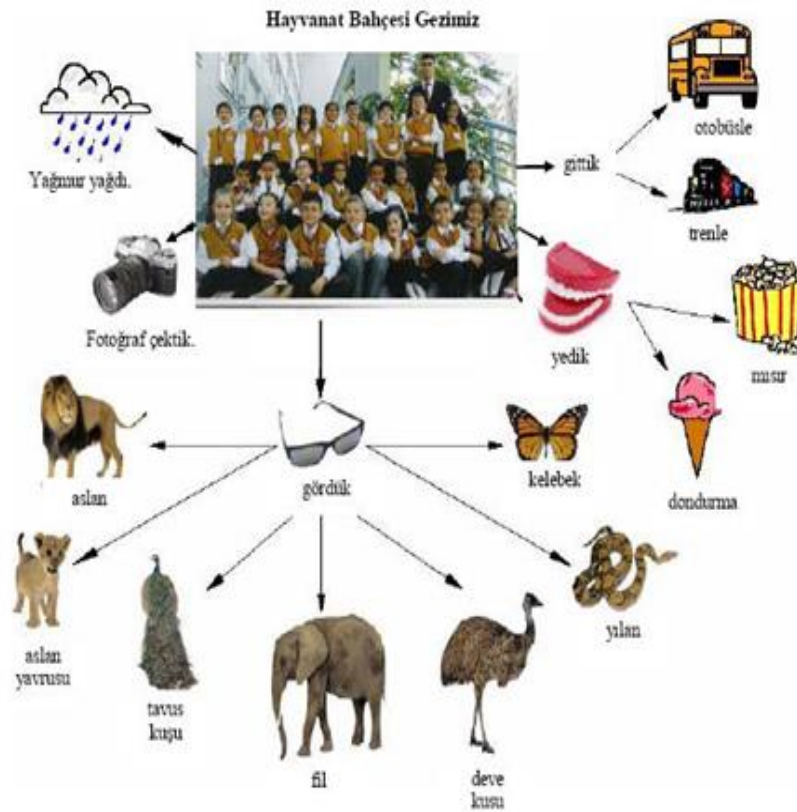 Hayvanat Bahçesi Gezimiz
otobüsle
gittik
Yağmur yağdı.
trenle
Fotoğraf çektik.
yedik
mısır
aslan
gördük
kelebek
dondurma
aslan
yavrusu
tavus
kuşu
fil
deve
kusu
yılan